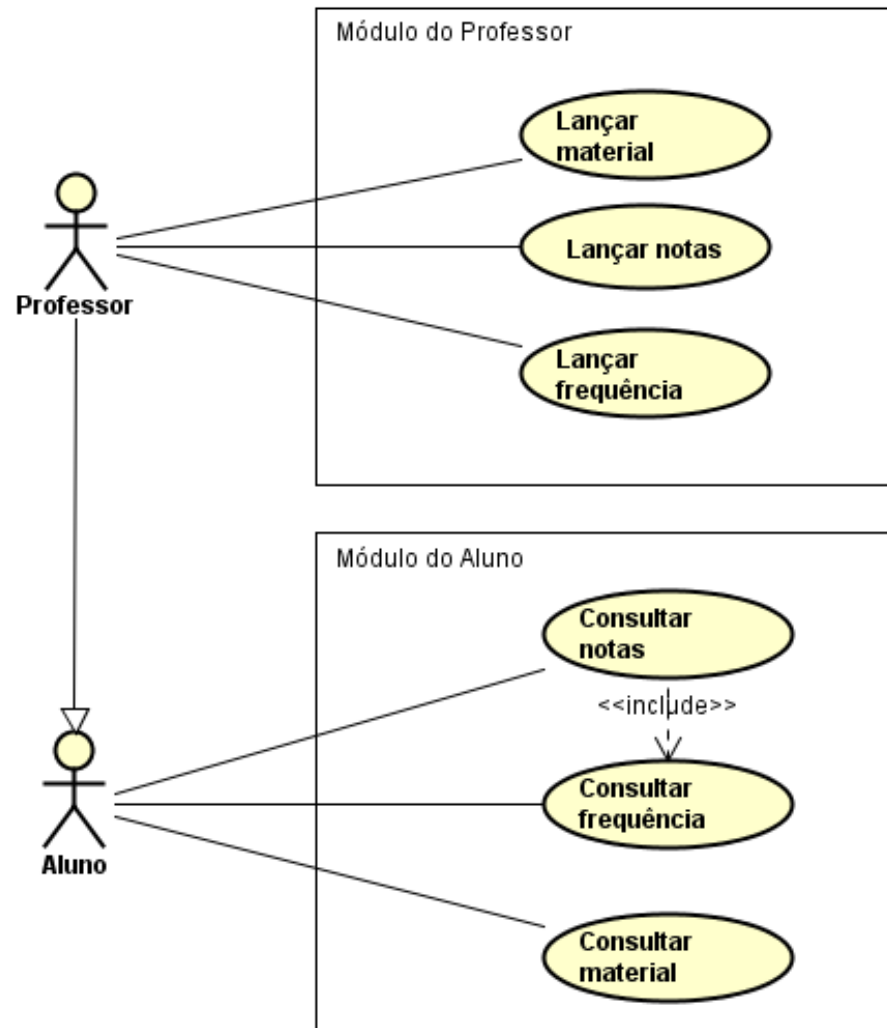 Módulo do Professor
Lançar
material
Lançar notas
Professor
Lançar
frequência
Módulo do Aluno
Consultar
notas
<<include>>
Consultar
frequência
Aluno
Consultar
material